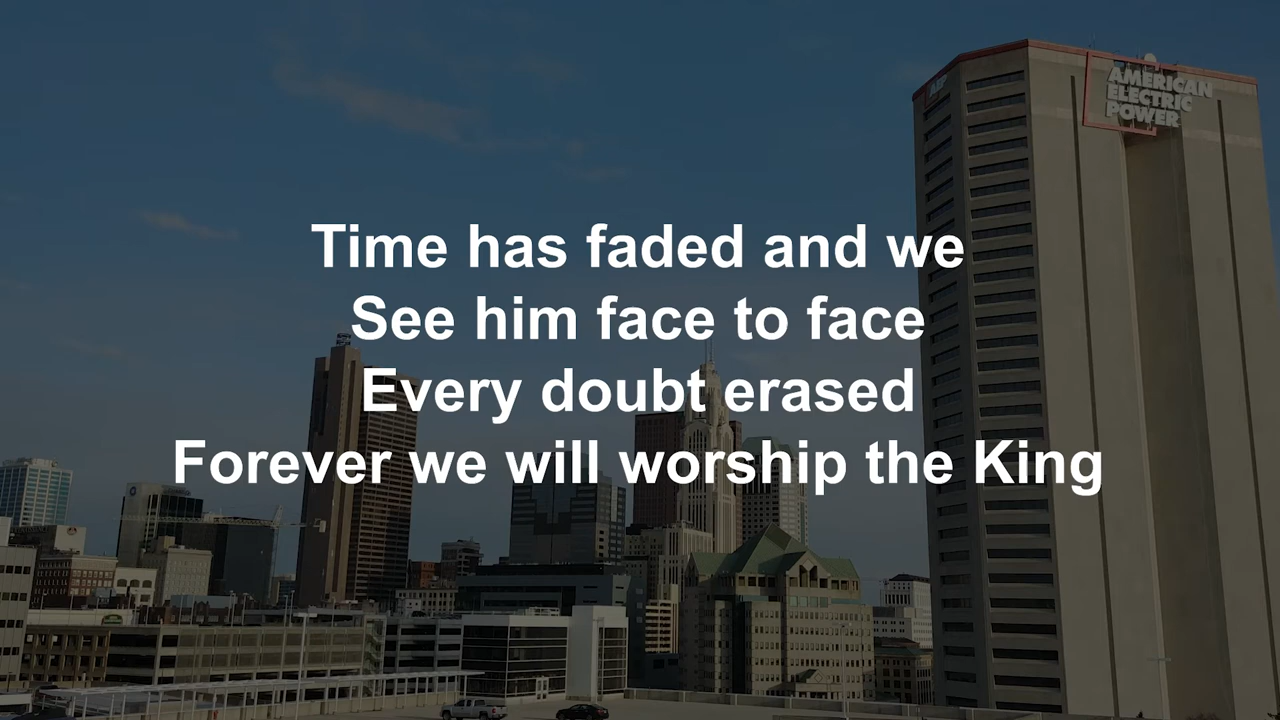 AMERICAN
ELECTRIC
POWER
AEP
Time has faded and we
See him face to face
Every doubt erased
Forever we will worship the King